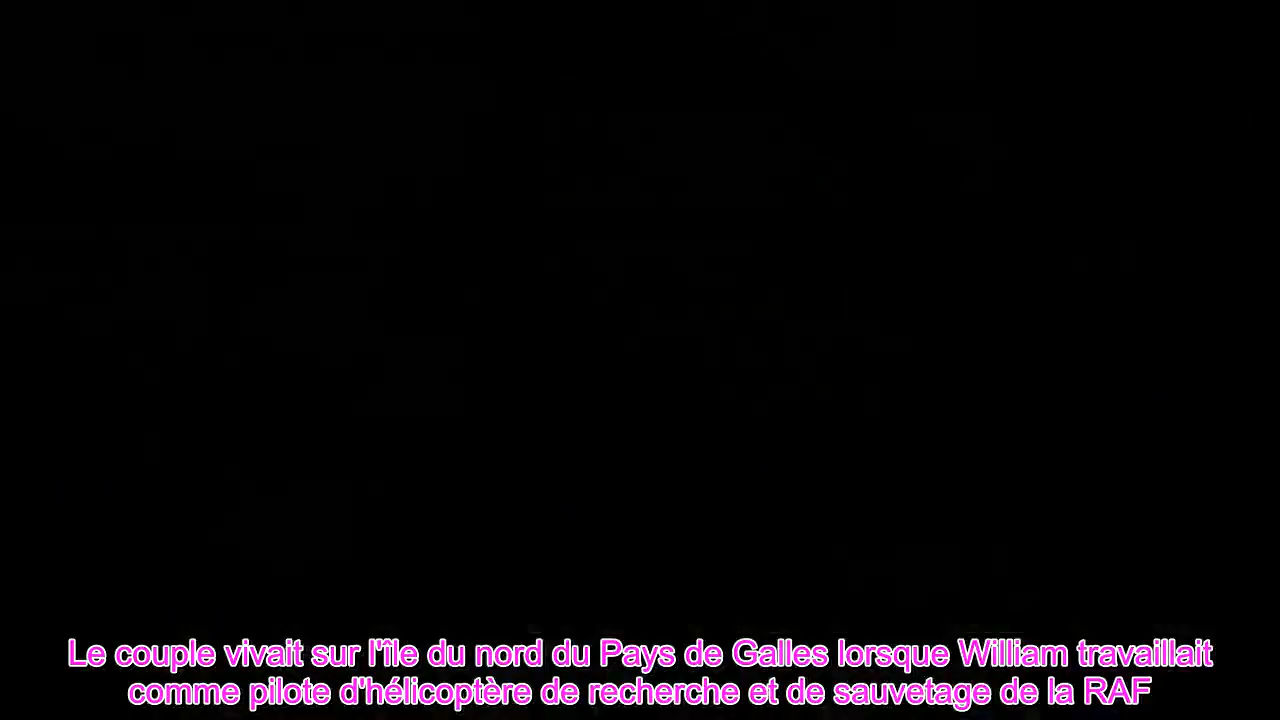 Le couple vivait sur l'île du nord du Pays de Galles lorsque William travaillait
comme pilote d'hélicoptère de recherche et de sauvetage de la RAF